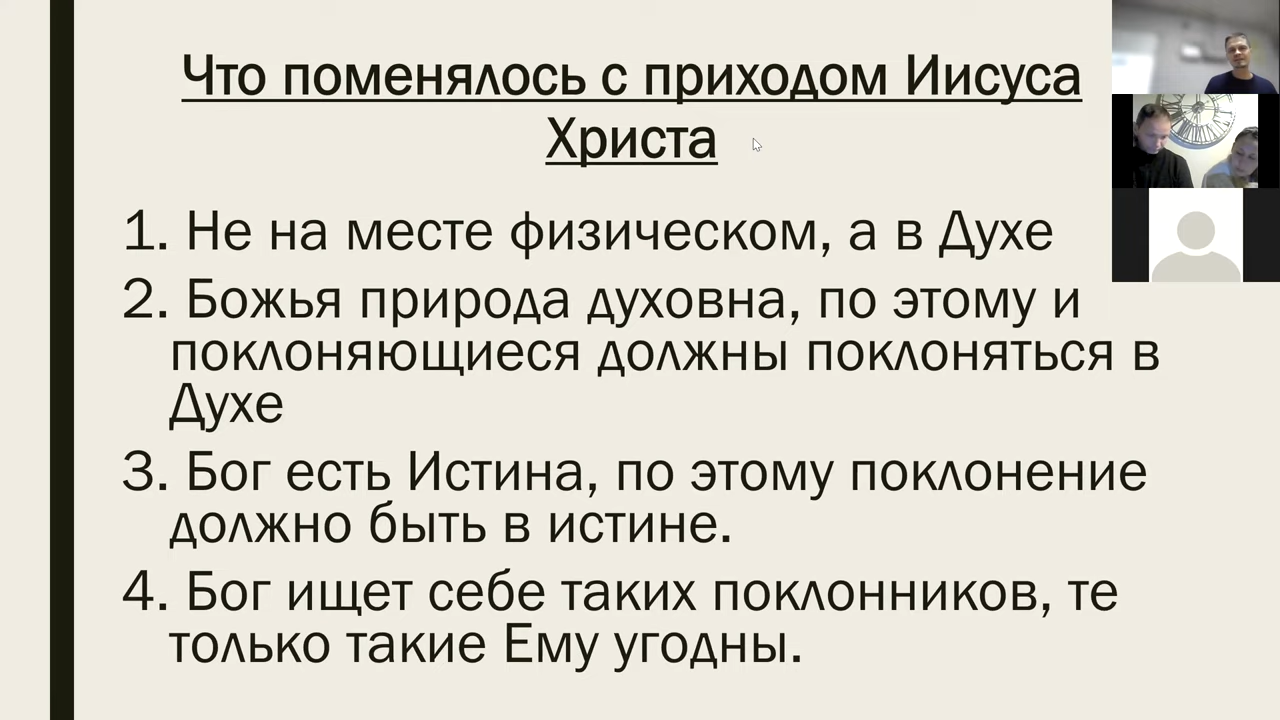 Что поменялось с приходом Иисуса
Христа
1. Не на месте физическом, а в Духе
2. Божья природа духовна, по этому и
поклоняющиеся должны поклоняться в
Духе
3. Бог есть Истина, по этому поклонение
должно быть в истине.
4. Бог ищет себе таких поклонников, те
только такие Ему угодны.